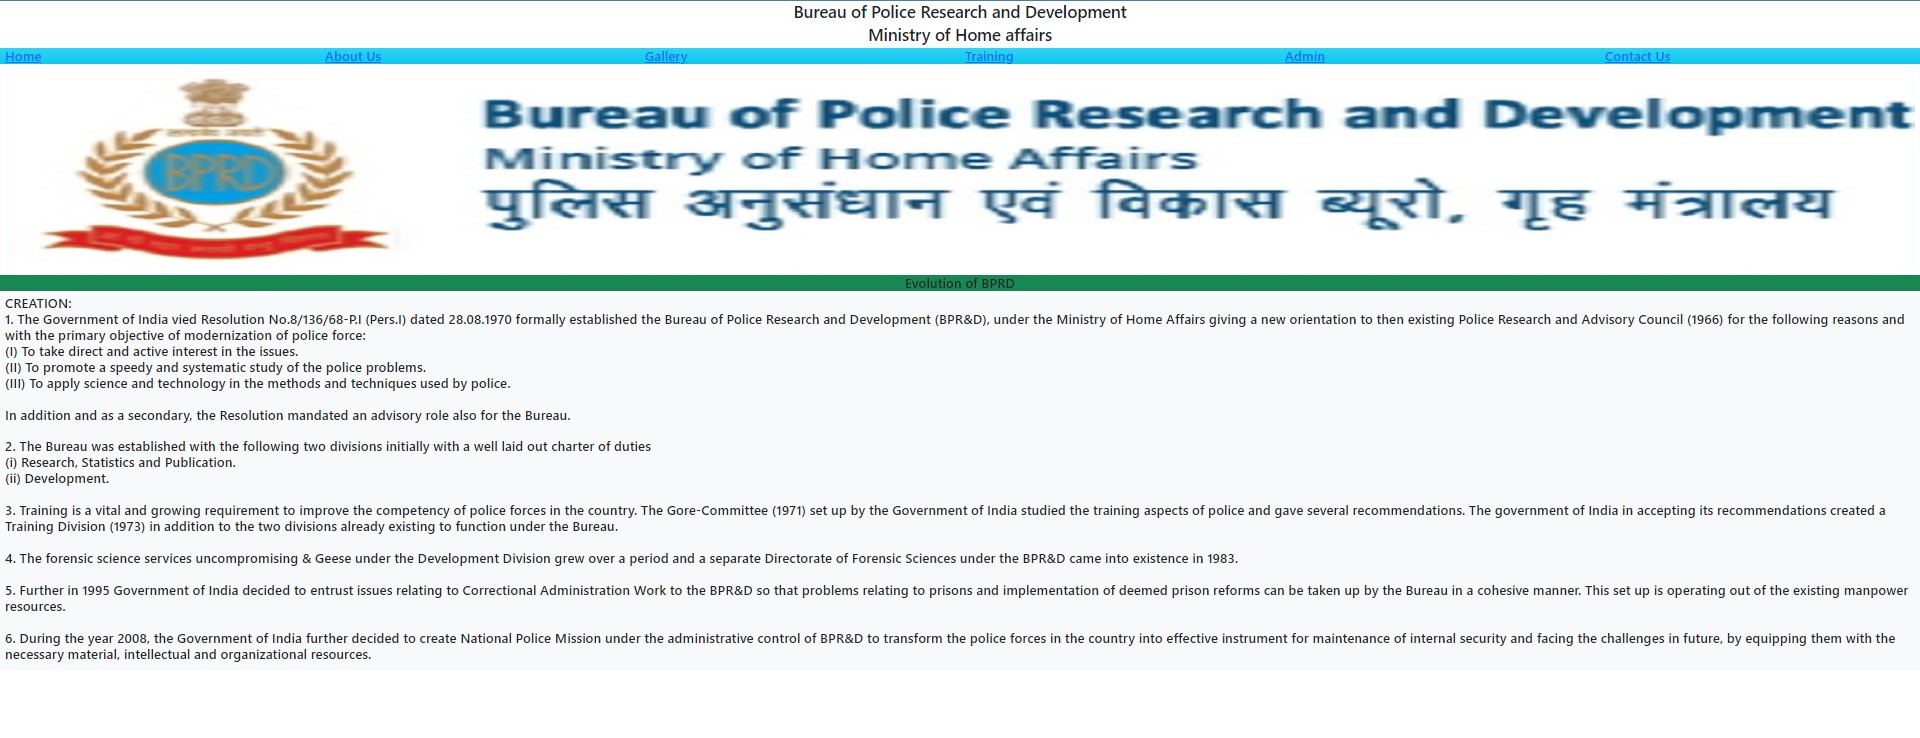 Bureau of Police Research and Development
Ministry of Home affairs
Home About Us Gallery Training Admin Contact Us
BPRD
Bureau of Police Research and Development
Ministry of Home Affairs
पुलिस अनुसंधान एवं विकास ब्यूरो, गृह मंत्रालय
Evolution of BPRD
CREATION:
1. The Government of India vied Resolution No.8/136/68-P.I (Pers.I) dated 28.08.1970 formally established the Bureau of Police Research and Development (BPR&D), under the Ministry of Home Affairs giving a new orientation to then existing Police Research and Advisory Council (1966) for the following reasons and
with the primary objective of modernization of police force:
(I) To take direct and active interest in the issues.
(II) To promote a speedy and systematic study of the police problems.
(III) To apply science and technology in the methods and techniques used by police.
In addition and as a secondary, the Resolution mandated an advisory role also for the Bureau.
2. The Bureau was established with the following two divisions initially with a well laid out charter of duties
(i) Research, Statistics and Publication.
(ii) Development.
3. Training is a vital and growing requirement to improve the competency of police forces in the country. The Gore-Committee (1971) set up by the Government of India studied the training aspects of police and gave several recommendations. The government of India in accepting its recommendations created a
Training Division (1973) in addition to the two divisions already existing to function under the Bureau.
4. The forensic science services uncompromising & Geese under the Development Division grew over a period and a separate Directorate of Forensic Sciences under the BPR&D came into existence in 1983.
5. Further in 1995 Government of India decided to entrust issues relating to Correctional Administration Work to the BPR&D so that problems relating to prisons and implementation of deemed prison reforms can be taken up by the Bureau in a cohesive manner. This set up is operating out of the existing manpower
resources.
6. During the year 2008, the Government of India further decided to create National Police Mission under the administrative control of BPR&D to transform the police forces in the country into effective instrument for maintenance of internal security and facing the challenges in future, by equipping them with the
necessary material, intellectual and organizational resources.